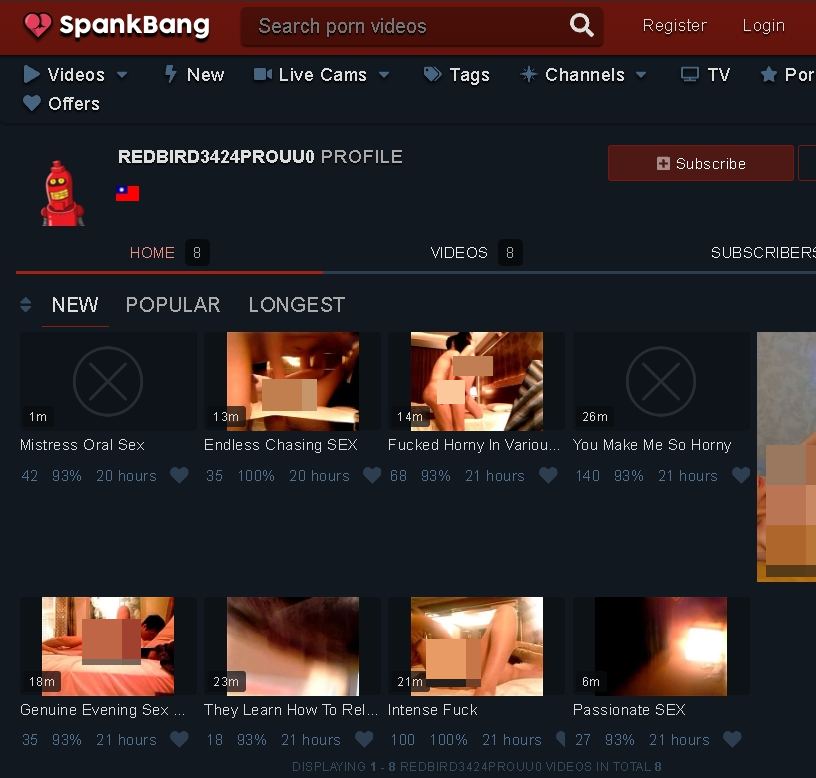 SpankBang
Search porn videos
Register
Login
Videos
New
Live Cams
Tags
Channels
TV
Por
Offers
REDBIRD3424PROUU0 PROFILE
Subscribe
HOME 8
VIDEOS 8
SUBSCRIBERS
NEW POPULAR LONGEST
1m
13m
14m
26m
Mistress Oral Sex
Endless Chasing SEX
Fucked Horny In Variou...
You Make Me So Horny
42 93% 20 hours
35 100% 20 hours
68 93% 21 hours
140 93% 21 hours
18m
23m
21m
6m
Genuine Evening Sex ...
They Learn How To Rel...
Intense Fuck
Passionate SEX
35 93% 21 hours
18 93% 21 hours
100 100% 21 hours
27 93% 21 hours
DISPLAYING 1 - 8 REDBIRD3424PROUU0 VIDEOS IN TOTAL 8